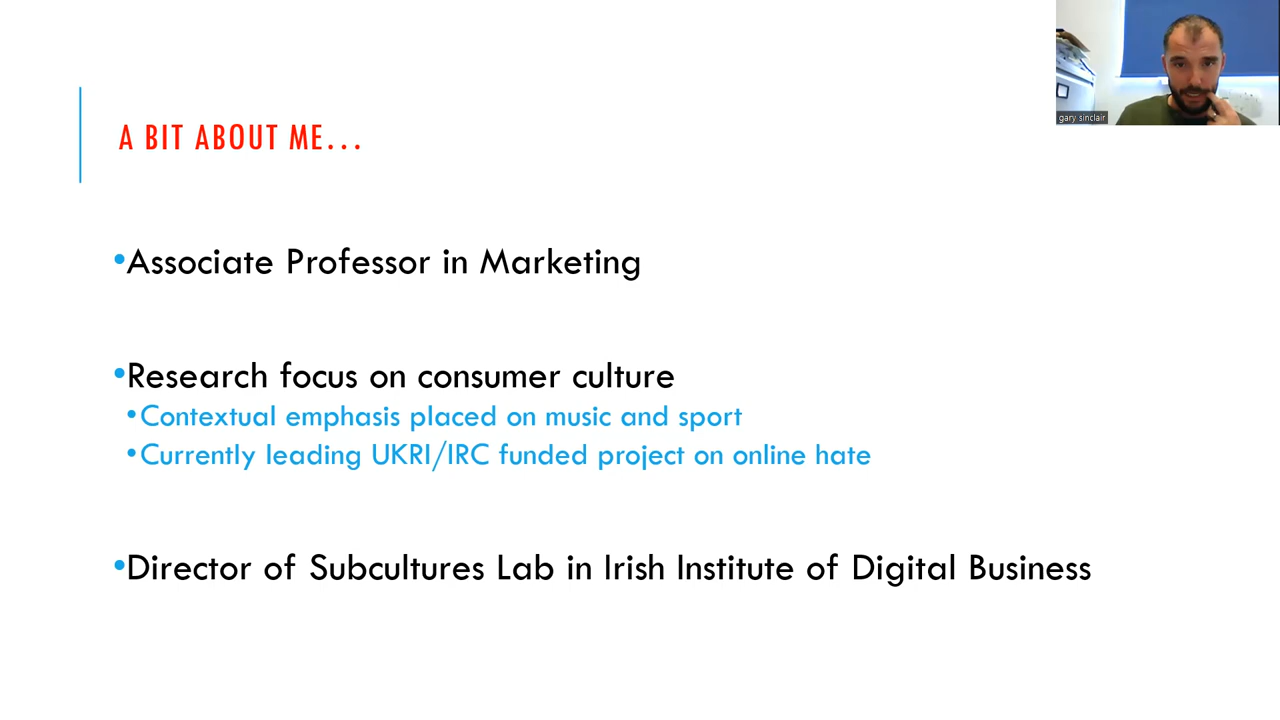 A BIT ABOUT ME...
gary sinclair
•Associate Professor in Marketing
•Research focus on consumer culture
•Contextual emphasis placed on music and sport
•Currently leading UKRI/IRC funded project on online hate
•Director of Subcultures Lab in Irish Institute of Digital Business